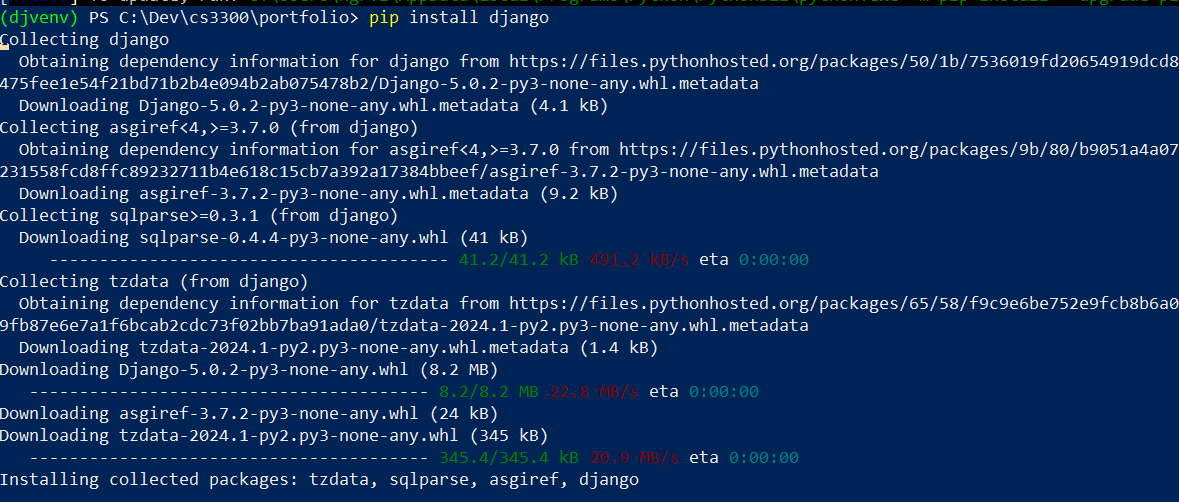 (djvenv) PS C:\Dev\cs3300\portfolio> pip install django
Collecting django
  Obtaining dependency information for django from https://files.pythonhosted.org/packages/50/1b/7536019fd20654919dcd8
475fee1e54f21bd71b2b4e094b2ab075478b2/Django-5.0.2-py3-none-any.whl.metadata
  Downloading Django-5.0.2-py3-none-any.whl.metadata (4.1 kB)
Collecting asgiref<4,>=3.7.0 (from django)
  Obtaining dependency information for asgiref<4,>=3.7.0 from https://files.pythonhosted.org/packages/9b/80/b9051a4a07
231558fcd8ffc89232711b4e618c15cb7a392a17384bbeef/asgiref-3.7.2-py3-none-any.whl.metadata
  Downloading asgiref-3.7.2-py3-none-any.whl.metadata (9.2 kB)
Collecting sqlparse>=0.3.1 (from django)
  Downloading sqlparse-0.4.4-py3-none-any.whl (41 kB)
     ---------------------------------------- 41.2/41.2 kB 491.2 kB/s eta 0:00:00
Collecting tzdata (from django)
  Obtaining dependency information for tzdata from https://files.pythonhosted.org/packages/65/58/f9c9e6be752e9fcb8b6a0
9fb87e6e7a1f6bcab2cdc73f02bb7ba91ada0/tzdata-2024.1-py2.py3-none-any.whl.metadata
  Downloading tzdata-2024.1-py2.py3-none-any.whl.metadata (1.4 kB)
Downloading Django-5.0.2-py3-none-any.whl (8.2 MB)
   ---------------------------------------- 8.2/8.2 MB 22.8 MB/s eta 0:00:00
Downloading asgiref-3.7.2-py3-none-any.whl (24 kB)
Downloading tzdata-2024.1-py2.py3-none-any.whl (345 kB)
   ---------------------------------------- 345.4/345.4 kB 20.9 MB/s eta 0:00:00
Installing collected packages: tzdata, sqlparse, asgiref, django